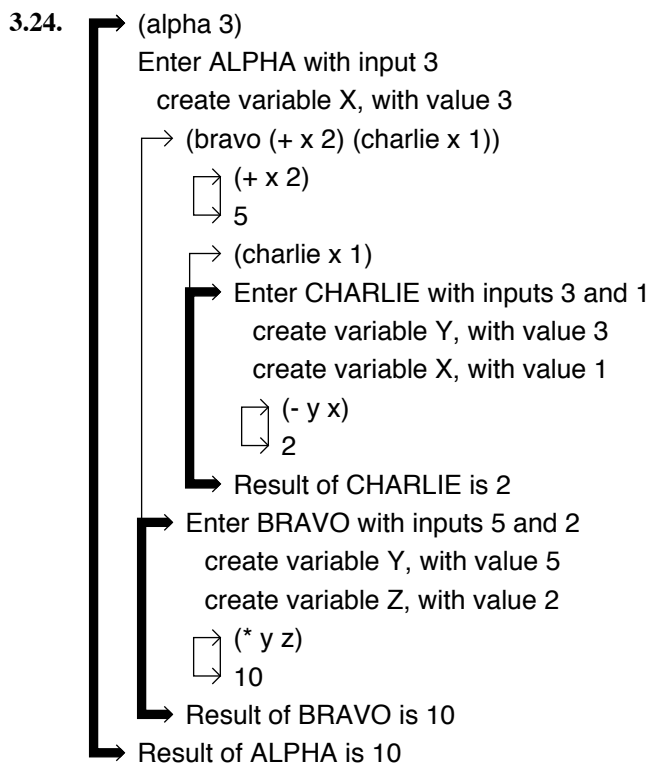 3.24. (alpha 3)
Enter ALPHA with input 3
create variable X, with value 3
(bravo (+ x 2) (charlie x 1))
(+ x 2)
5
(charlie x 1)
Enter CHARLIE with inputs 3 and 1
create variable Y, with value 3
create variable X, with value 1
(- y x)
2
Result of CHARLIE is 2
Enter BRAVO with inputs 5 and 2
create variable Y, with value 5
create variable Z, with value 2
(* y z)
10
Result of BRAVO is 10
Result of ALPHA is 10